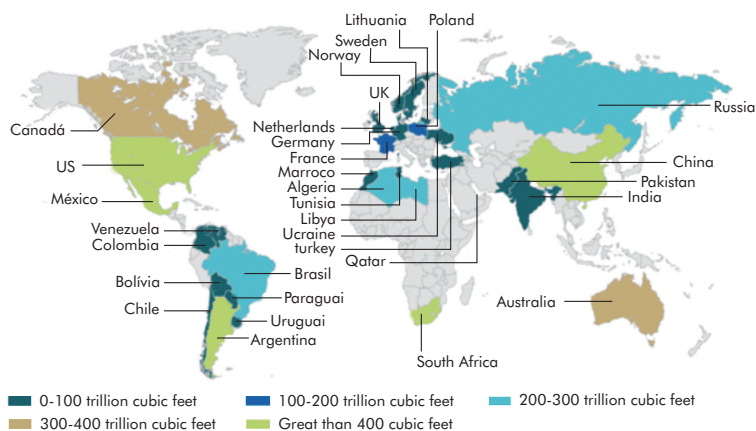 Lithuania
Poland
Sweden
Norway
UK
Canadá
Russia
Netherlands
Germany
US
France
China
Marroco
Pakistan
Algeria
India
México
Tunisia
Libya
Venezuela
Ucraine
Colombia
turkey
Qatar
Bolívia
Brasil
Paraguai
Australia
Chile
Uruguai
Argentina
South Africa
0-100 trillion cubic feet
100-200 trillion cubic feet
200-300 trillion cubic feet
300-400 trillion cubic feet
Great than 400 cubic feet